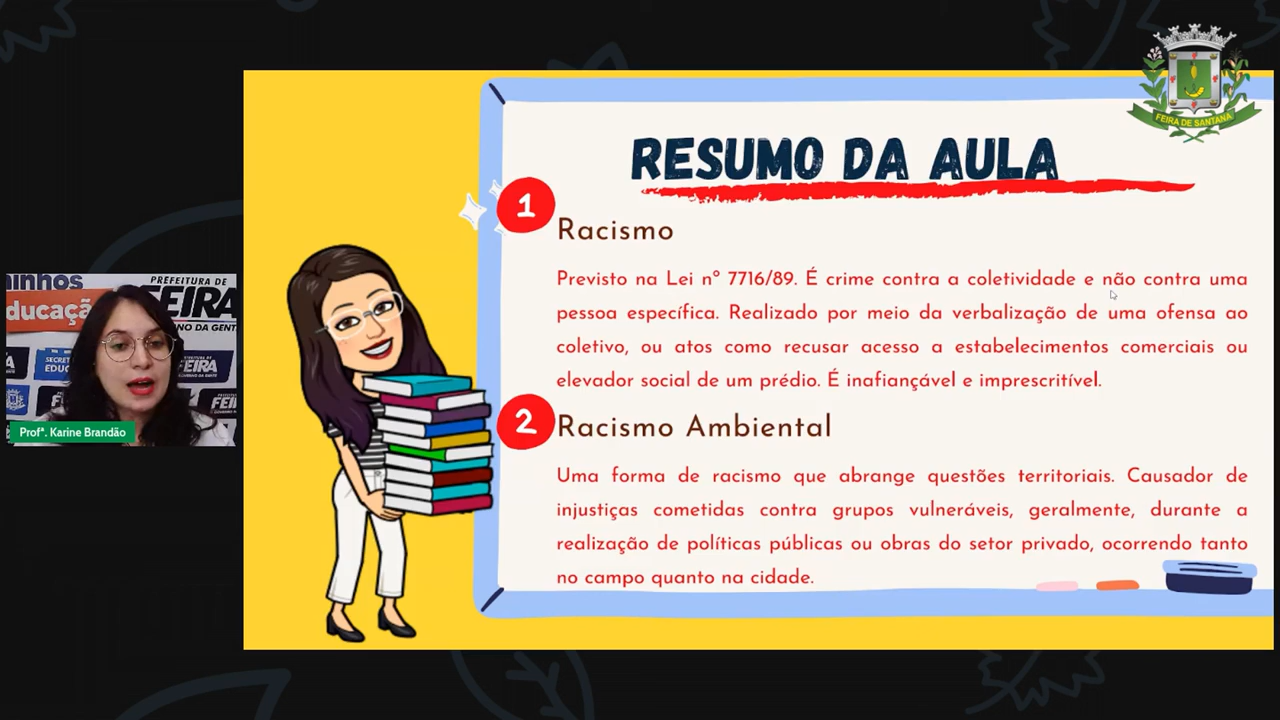 FEIRA DE SANTANA
RESUMO DA AULA
1
Racismo
Previsto na Lei nº 7716/89. É crime contra a coletividade e não contra uma
pessoa específica. Realizado por meio da verbalização de uma ofensa ao
coletivo, ou atos como recusar acesso a estabelecimentos comerciais ou
elevador social de um prédio. É inafiançável e imprescritível.
2
Racismo Ambiental
Uma forma de racismo que abrange questões territoriais. Causador de
injustiças cometidas contra grupos vulneráveis, geralmente, durante a
realização de políticas públicas ou obras do setor privado, ocorrendo tanto
no campo quanto na cidade.
PREFEITURA DE
FEIRA
Profª. Karine Brandão